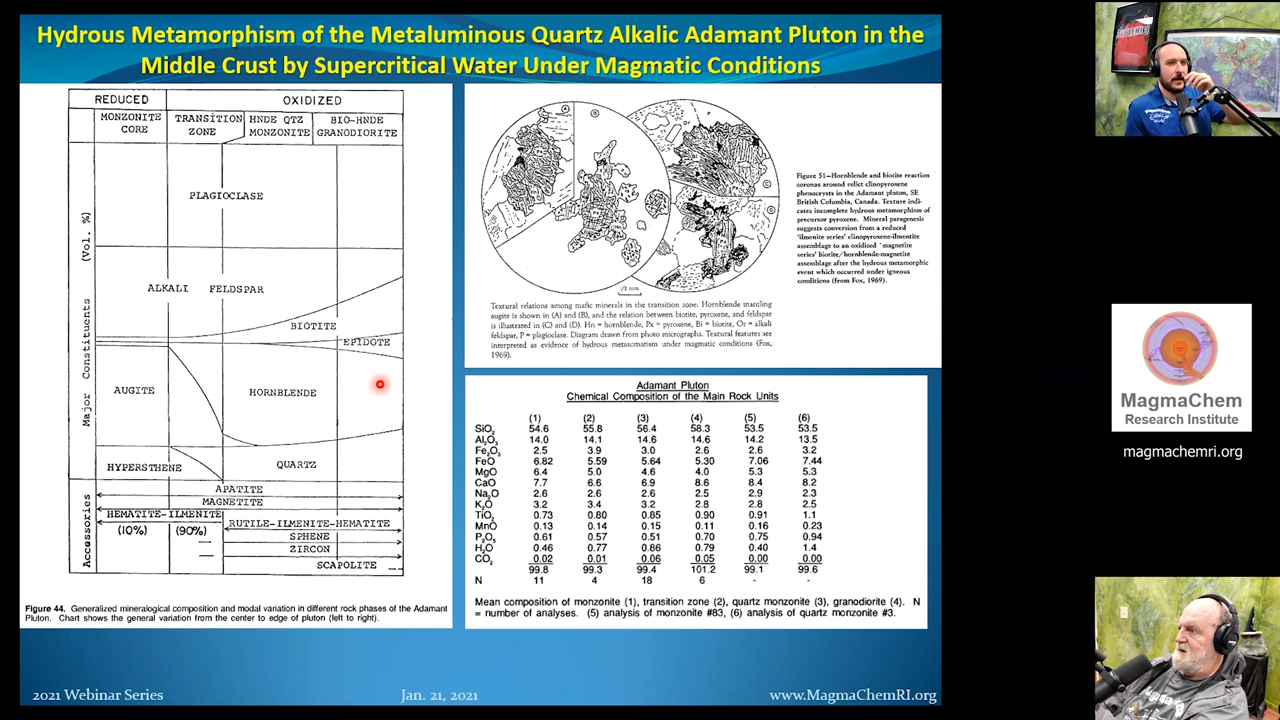 Hydrous Metamorphism of the Metaluminous Quartz Alkalic Adamant Pluton in the
Middle Crust by Supercritical Water Under Magmatic Conditions
REDUCED
OXIDIZED
MONZONITE
CORE
TRANSITION
ZONE
HNDE QTZ
MONZONITE
BIO-HNDE
GRANODIORITE
PLAGIOCLASE
ALKALI FELDSPAR
BIOTITE
EPIDOTE
AUGITE
HORNBLENDE
HYPERSTHENE
QUARTZ
Major Constituents (Vol. %)
APATITE
MAGNETITE
HEMATITE-ILMENITE
(10%)
(90%)
RUTILE-ILMENITE-HEMATITE
SPHENE
ZIRCON
SCAPOLITE
Accessories
Figure 44. Generalized mineralogical composition and modal variation in different rock phases of the Adamant
Pluton. Chart shows the general variation from the center to edge of pluton (left to right).
½ mm
Textural relations among mafic minerals in the transition zone. Hornblende mantling
augite is shown in (A) and (B), and the relation between biotite, pyroxene, and feldspar
is illustrated in (C) and (D). Hn = hornblende, Px = pyroxene, Bi = biotite, Or = alkali
feldspar, P = plagioclase. Diagram drawn from photo micrographs. Textural features are
interpreted as evidence of hydrous metasomatism under magmatic conditions (Fox,
1969).
Figure 51—Hornblende and biotite reaction
coronas around relict clinopyroxene
phenocrysts in the Adamant pluton, SE
British Columbia, Canada. Texture indi-
cates incomplete hydrous metamorphism of
precursor pyroxene. Mineral paragenesis
suggests conversion from a reduced
'ilmenite series' clinopyroxene-ilmentite
assemblage to an oxidized 'magnetite
series' biotite/hornblende-magnetite
assemblage after the hydrous metamorphic
event which occurred under igneous
conditions (from Fox, 1969).
Adamant Pluton
Chemical Composition of the Main Rock Units
(1) (2) (3) (4) (5) (6)
SiO₂ 54.6 55.8 56.4 58.3 53.5 53.5
Al₂O₃ 14.0 14.1 14.6 14.6 14.2 13.5
Fe₂O₃ 2.5 3.9 3.0 2.6 2.6 3.2
FeO 6.82 5.59 5.64 5.30 7.06 7.44
MgO 6.4 5.0 4.6 4.0 5.3 5.3
CaO 7.7 6.6 6.9 8.6 8.4 8.2
Na₂O 2.6 2.6 2.6 2.5 2.9 2.3
K₂O 3.2 3.4 3.2 2.8 2.8 2.5
TiO₂ 0.73 0.80 0.85 0.90 0.91 1.1
MnO 0.13 0.14 0.15 0.11 0.16 0.23
P₂O₅ 0.61 0.57 0.51 0.70 0.75 0.94
H₂O 0.46 0.77 0.86 0.79 0.40 1.4
CO₂ 0.02 0.01 0.06 0.05 0.00 0.00
99.8 99.3 99.4 101.2 99.1 99.6
N 11 4 18 6 - -
Mean composition of monzonite (1), transition zone (2), quartz monzonite (3), granodiorite (4). N
= number of analyses. (5) analysis of monzonite #83, (6) analysis of quartz monzonite #3.
2021 Webinar Series
Jan. 21, 2021
www.MagmaChemRI.org
MagmaChem
Research Institute
magmachemri.org